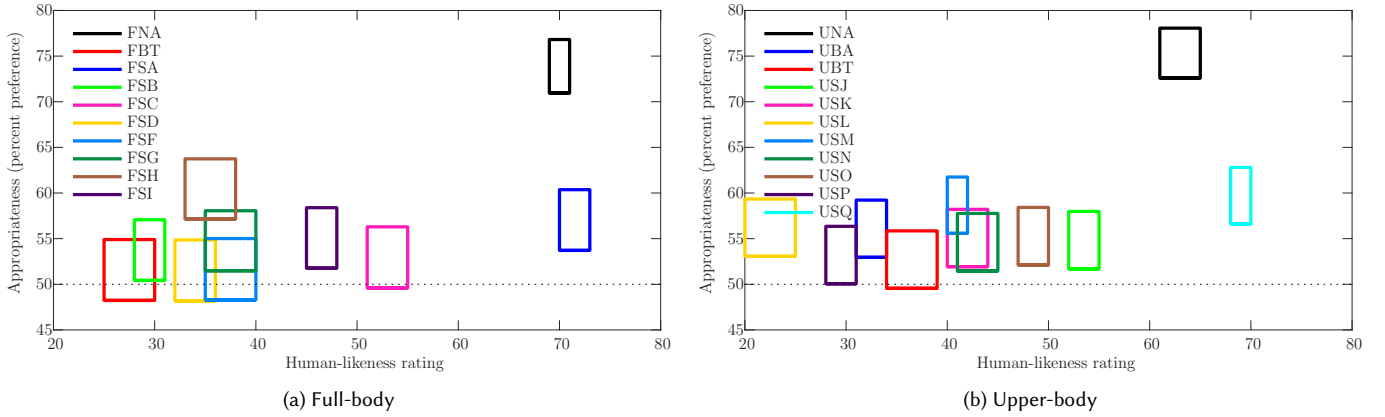 80
75
70
65
60
55
50
45
Appropriateness (percent preference)
FNA
FBT
FSA
FSB
FSC
FSD
FSF
FSG
FSH
FSI
20 30 40 50 60 70 80
Human-likeness rating
(a) Full-body
80
75
70
65
60
55
50
45
Appropriateness (percent preference)
UNA
UBA
UBT
USJ
USK
USL
USM
USN
USO
USP
USQ
20 30 40 50 60 70 80
Human-likeness rating
(b) Upper-body